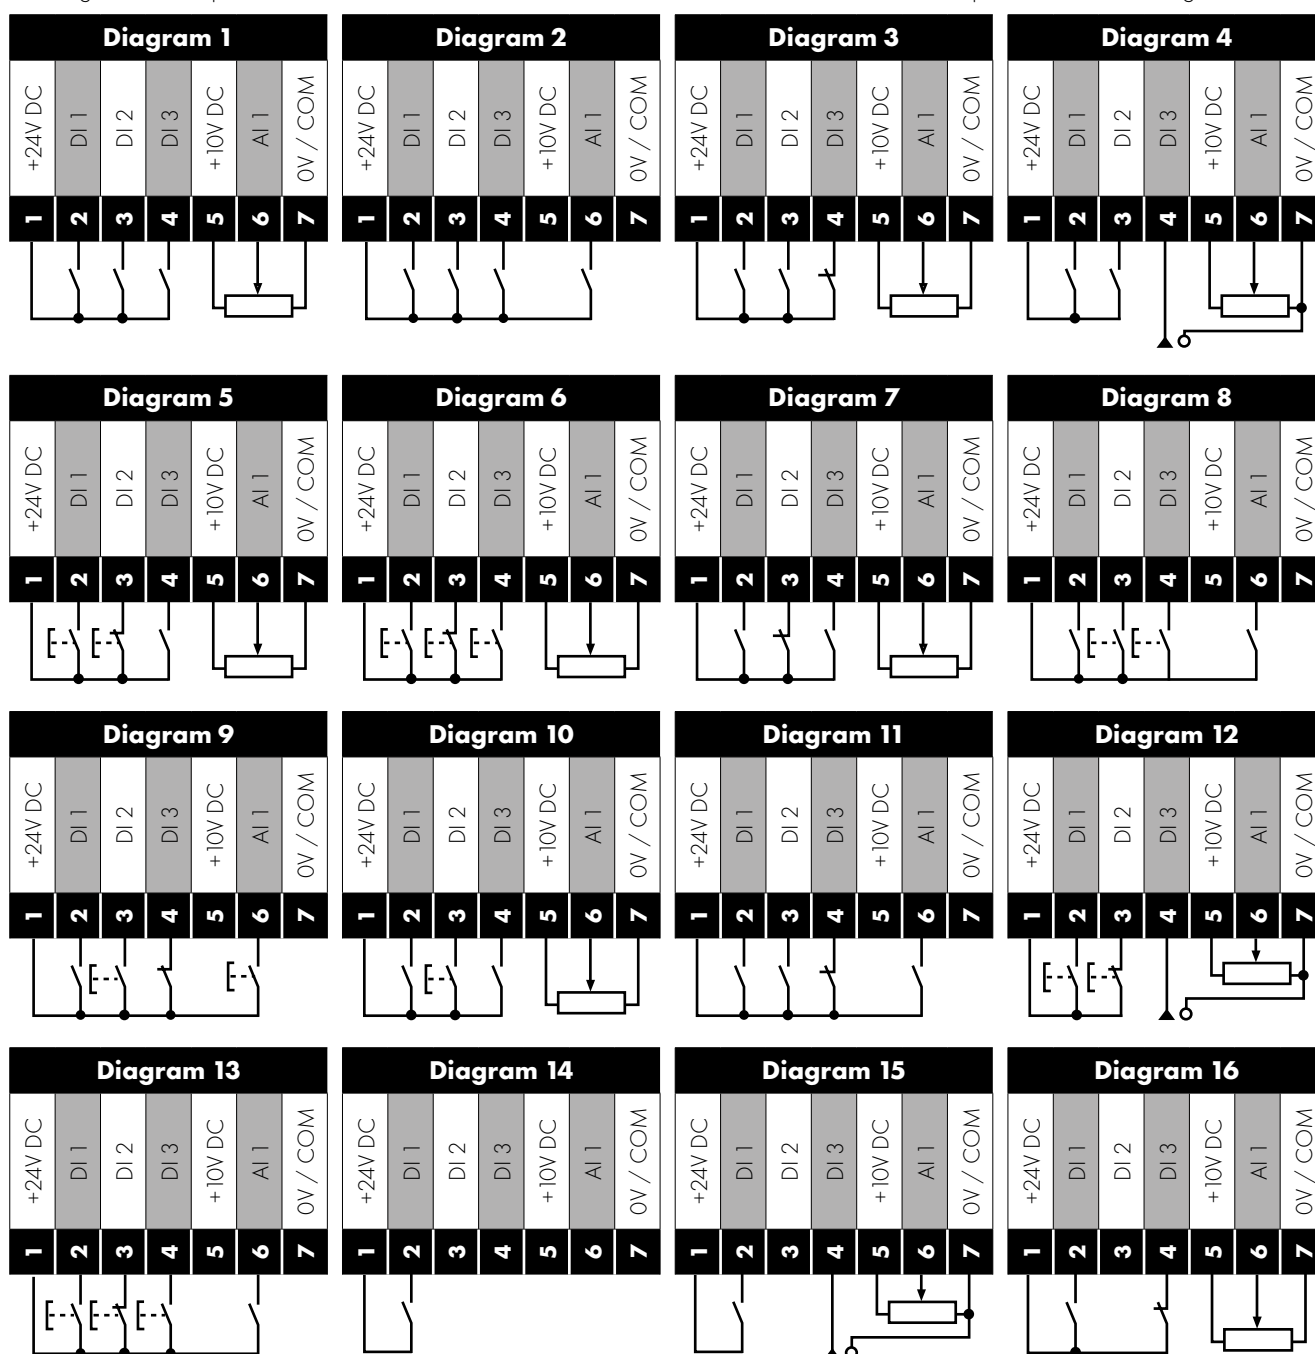 Diagram 1
+24V DC
DI 1
DI 2
DI 3
+10V DC
AI 1
0V / COM
1 2 3 4 5 6 7
Diagram 2
+24V DC
DI 1
DI 2
DI 3
+10V DC
AI 1
0V / COM
1 2 3 4 5 6 7
Diagram 3
+24V DC
DI 1
DI 2
DI 3
+10V DC
AI 1
0V / COM
1 2 3 4 5 6 7
Diagram 4
+24V DC
DI 1
DI 2
DI 3
+10V DC
AI 1
0V / COM
1 2 3 4 5 6 7
Diagram 5
+24V DC
DI 1
DI 2
DI 3
+10V DC
AI 1
0V / COM
1 2 3 4 5 6 7
Diagram 6
+24V DC
DI 1
DI 2
DI 3
+10V DC
AI 1
0V / COM
1 2 3 4 5 6 7
Diagram 7
+24V DC
DI 1
DI 2
DI 3
+10V DC
AI 1
0V / COM
1 2 3 4 5 6 7
Diagram 8
+24V DC
DI 1
DI 2
DI 3
+10V DC
AI 1
0V / COM
1 2 3 4 5 6 7
Diagram 9
+24V DC
DI 1
DI 2
DI 3
+10V DC
AI 1
0V / COM
1 2 3 4 5 6 7
Diagram 10
+24V DC
DI 1
DI 2
DI 3
+10V DC
AI 1
0V / COM
1 2 3 4 5 6 7
Diagram 11
+24V DC
DI 1
DI 2
DI 3
+10V DC
AI 1
0V / COM
1 2 3 4 5 6 7
Diagram 12
+24V DC
DI 1
DI 2
DI 3
+10V DC
AI 1
0V / COM
1 2 3 4 5 6 7
Diagram 13
+24V DC
DI 1
DI 2
DI 3
+10V DC
AI 1
0V / COM
1 2 3 4 5 6 7
Diagram 14
+24V DC
DI 1
DI 2
DI 3
+10V DC
AI 1
0V / COM
1 2 3 4 5 6 7
Diagram 15
+24V DC
DI 1
DI 2
DI 3
+10V DC
AI 1
0V / COM
1 2 3 4 5 6 7
Diagram 16
+24V DC
DI 1
DI 2
DI 3
+10V DC
AI 1
0V / COM
1 2 3 4 5 6 7